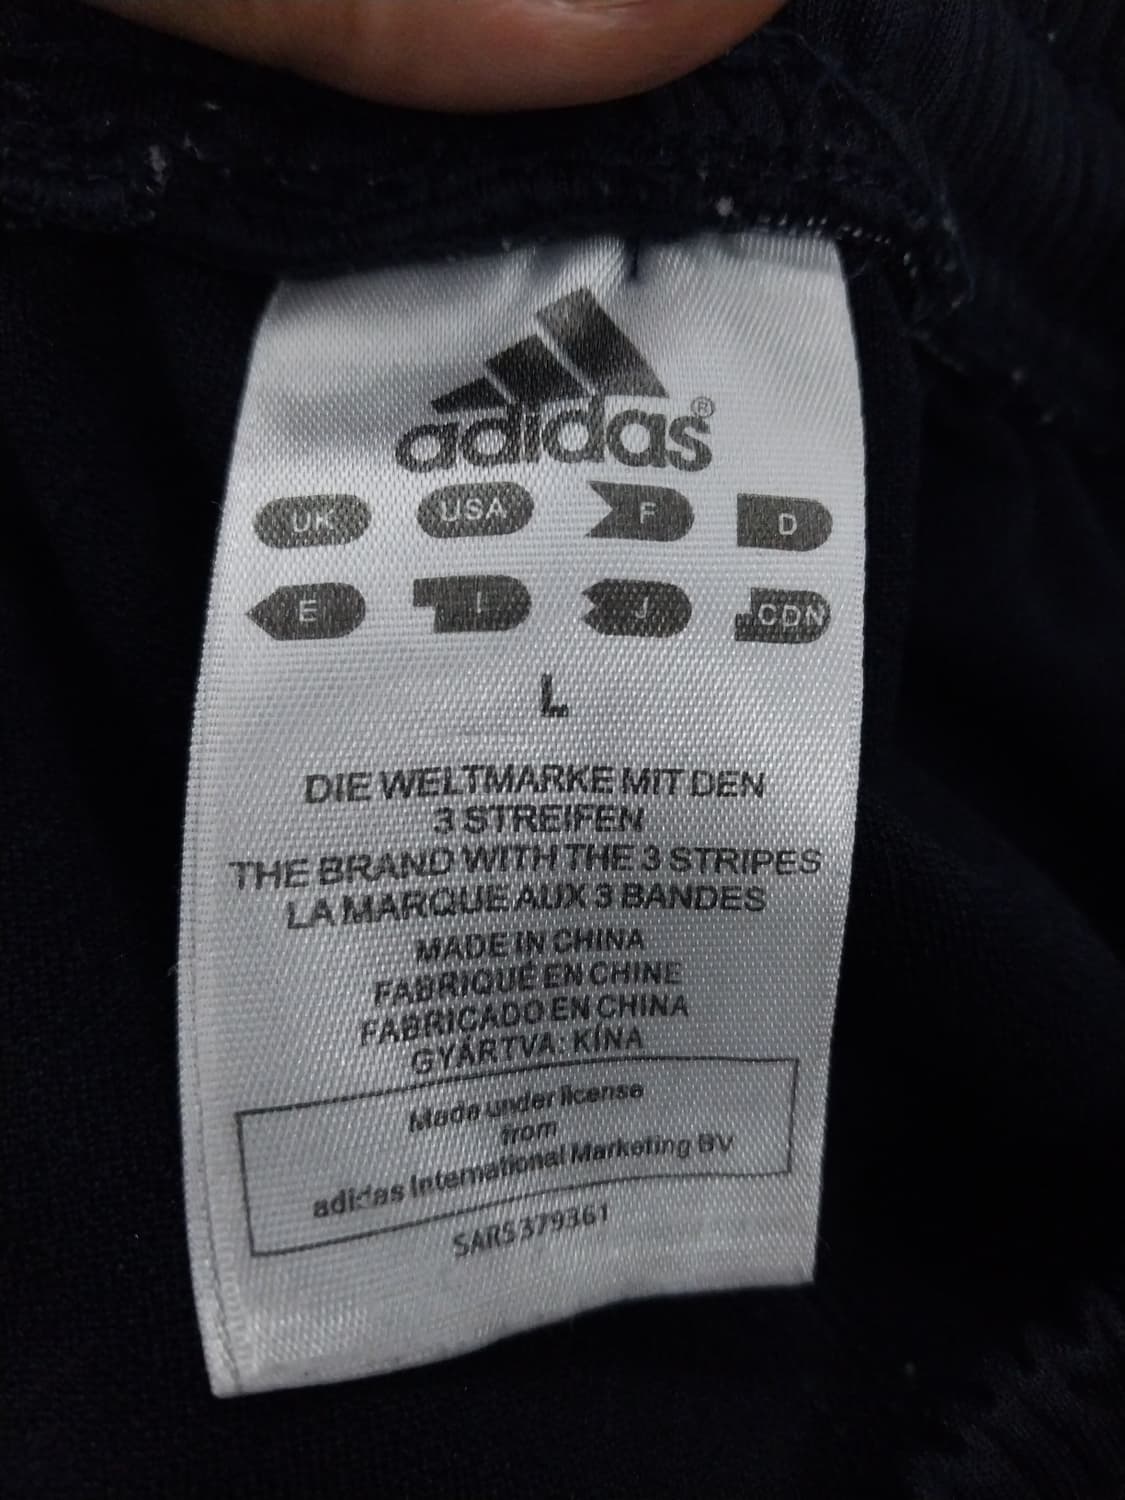 adidas®
UK USA F D
E I J CDN
L
DIE WELTMARKE MIT DEN
3 STREIFEN
THE BRAND WITH THE 3 STRIPES
LA MARQUE AUX 3 BANDES
MADE IN CHINA
FABRIQUÉ EN CHINE
FABRICADO EN CHINA
GYÁRTVA: KÍNA
Made under license
from
adidas International Marketing BV
SARS379361